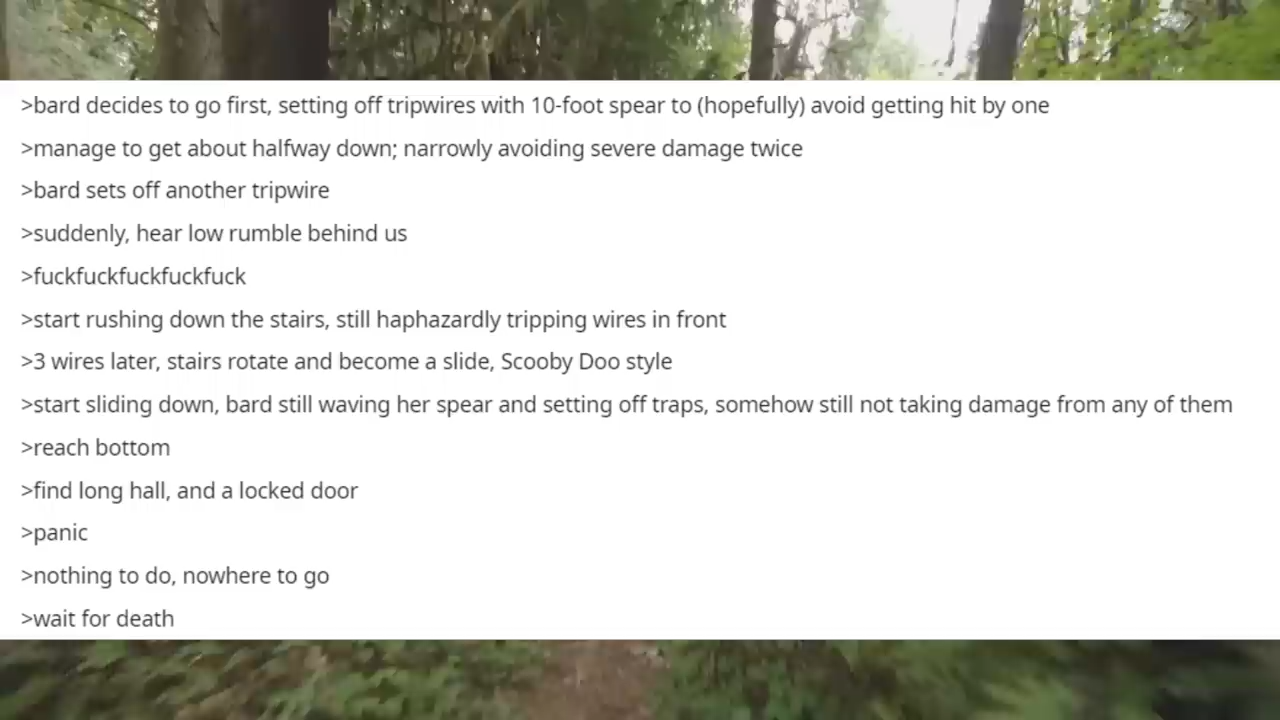 >bard decides to go first, setting off tripwires with 10-foot spear to (hopefully) avoid getting hit by one
>manage to get about halfway down; narrowly avoiding severe damage twice
>bard sets off another tripwire
>suddenly, hear low rumble behind us
>fuckfuckfuckfuckfuck
>start rushing down the stairs, still haphazardly tripping wires in front
>3 wires later, stairs rotate and become a slide, Scooby Doo style
>start sliding down, bard still waving her spear and setting off traps, somehow still not taking damage from any of them
>reach bottom
>find long hall, and a locked door
>panic
>nothing to do, nowhere to go
>wait for death